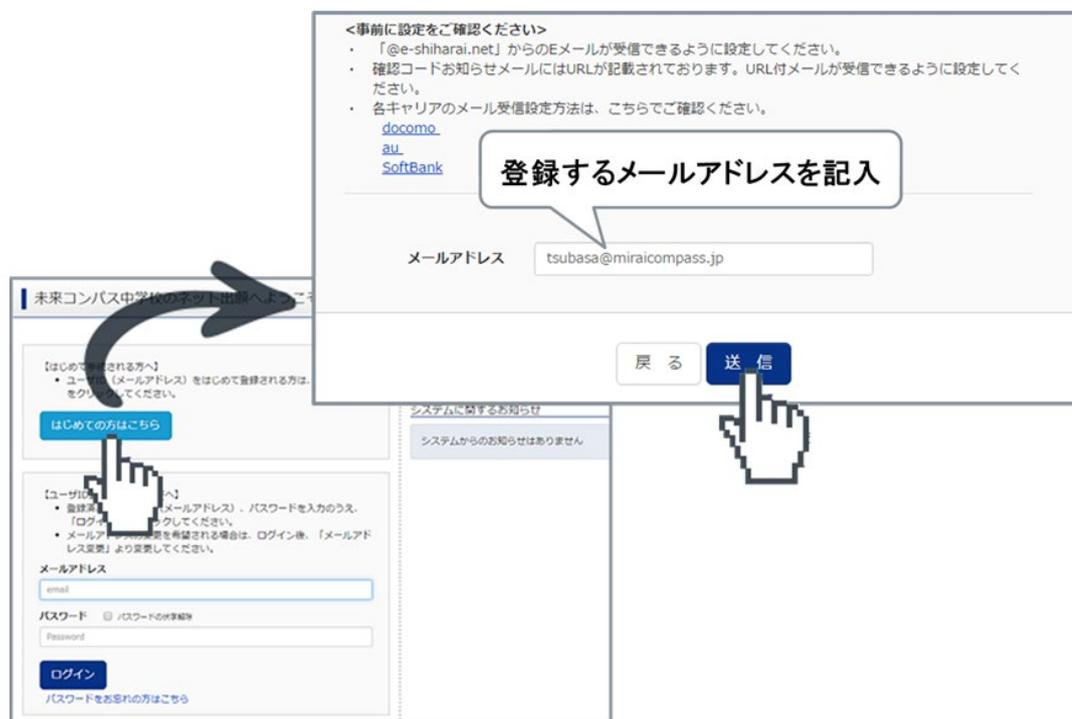 <事前に設定をご確認ください>
・ 「@e-shiharai.net」からのEメールが受信できるように設定してください。
・ 確認コードお知らせメールにはURLが記載されております。URL付メールが受信できるように設定してく
ださい。
・ 各キャリアのメール受信設定方法は、こちらでご確認ください。
docomo
au
SoftBank
登録するメールアドレスを記入
メールアドレス tsubasa@miraicompass.jp
戻 る 送 信
未来コンパス中学校のネット出願へようこそ
【はじめて手続される方へ】
• ユーザID（メールアドレス）をはじめて登録される方は、
をクリックしてください。
はじめての方はこちら
システムに関するお知らせ
システムからのお知らせはありません
【ユーザID
へ】
• 登録済
（メールアドレス）、パスワードを入力のうえ、
「ログイ
ックしてください。
• メールアドレスの変更を希望される場合は、ログイン後、「メールアド
レス変更」より変更してください。
メールアドレス
email
パスワード パスワードの伏字解除
Password
ログイン
パスワードをお忘れの方はこちら